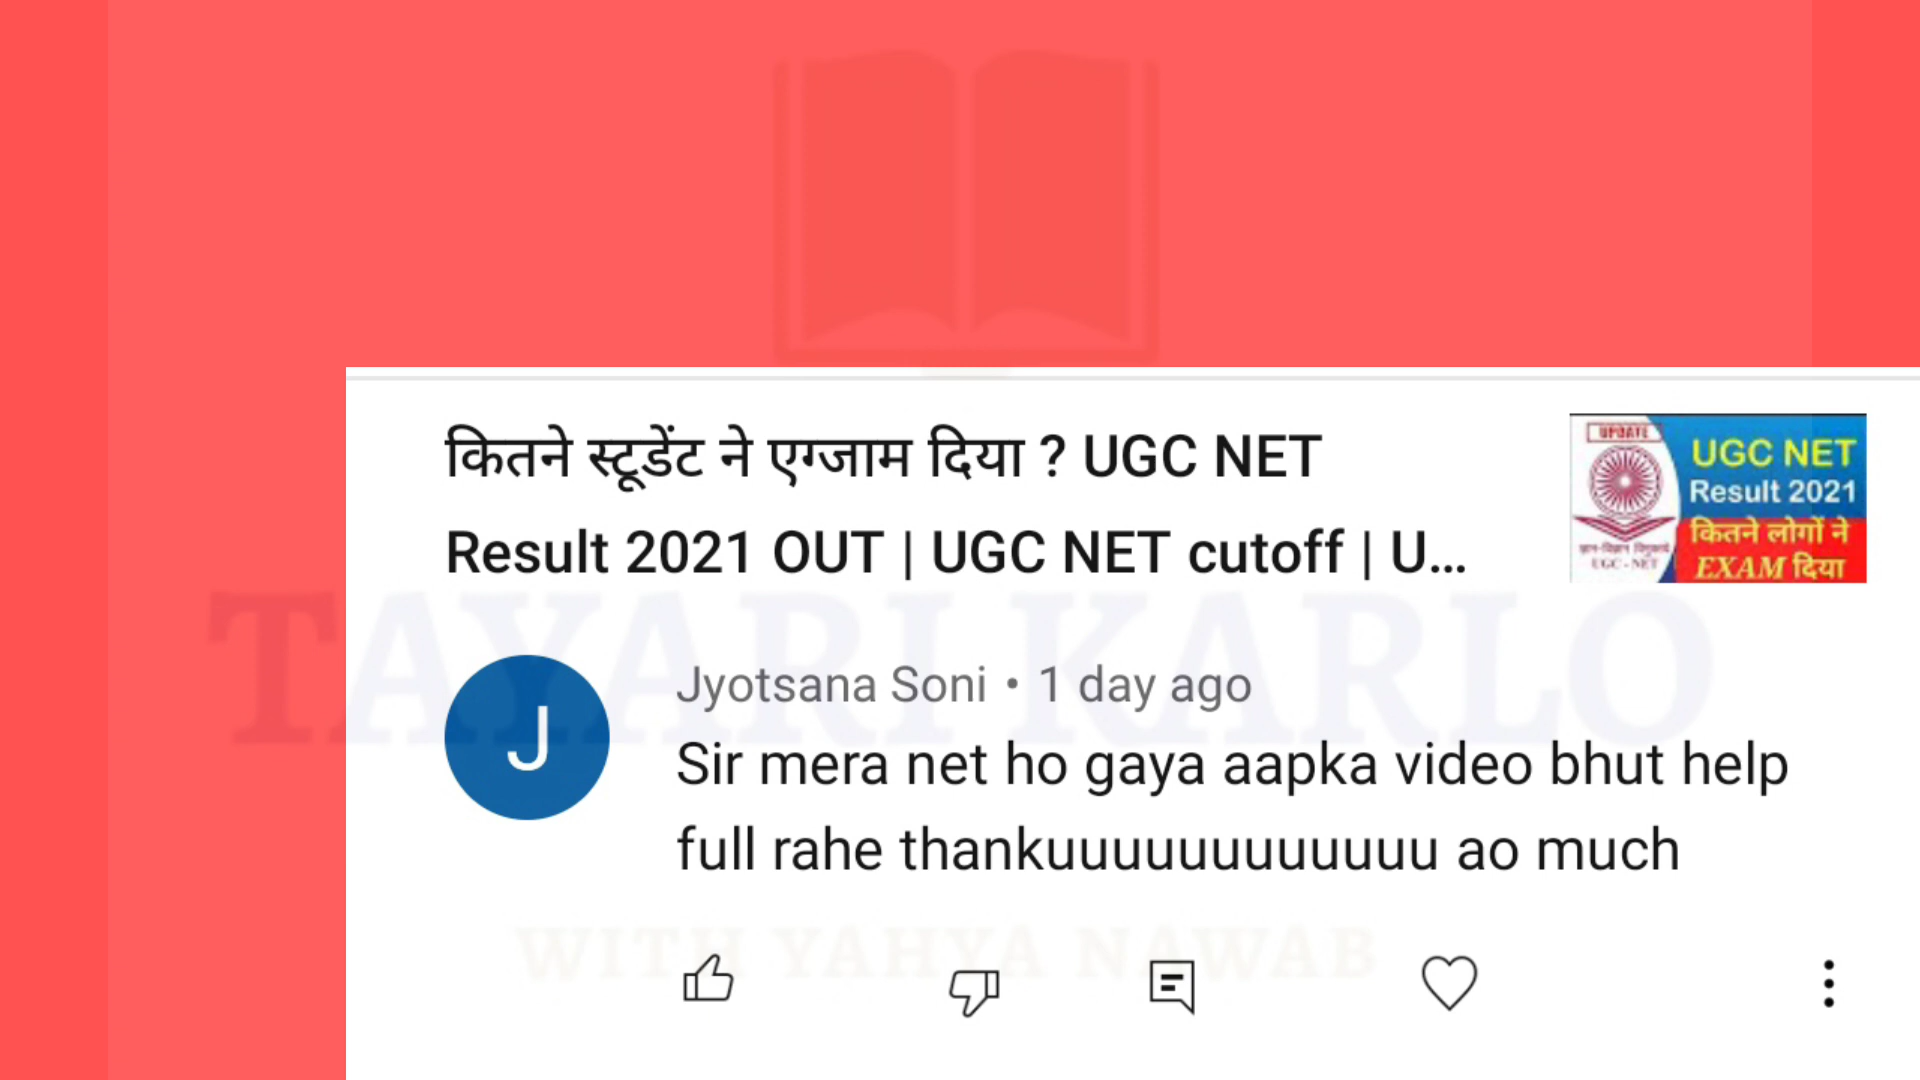 कितने स्टूडेंट ने एग्जाम दिया ? UGC NET
Result 2021 OUT | UGC NET cutoff | U...
UPDATE
UGC NET
Result 2021
कितने लोगों ने
EXAM दिया
ज्ञान-विज्ञान विमुक्तये
UGC - NET
TAYARI KARLO
Jyotsana Soni • 1 day ago
J
Sir mera net ho gaya aapka video bhut help
full rahe thankuuuuuuuuuuuu ao much
WITH YAHYA NAWAB